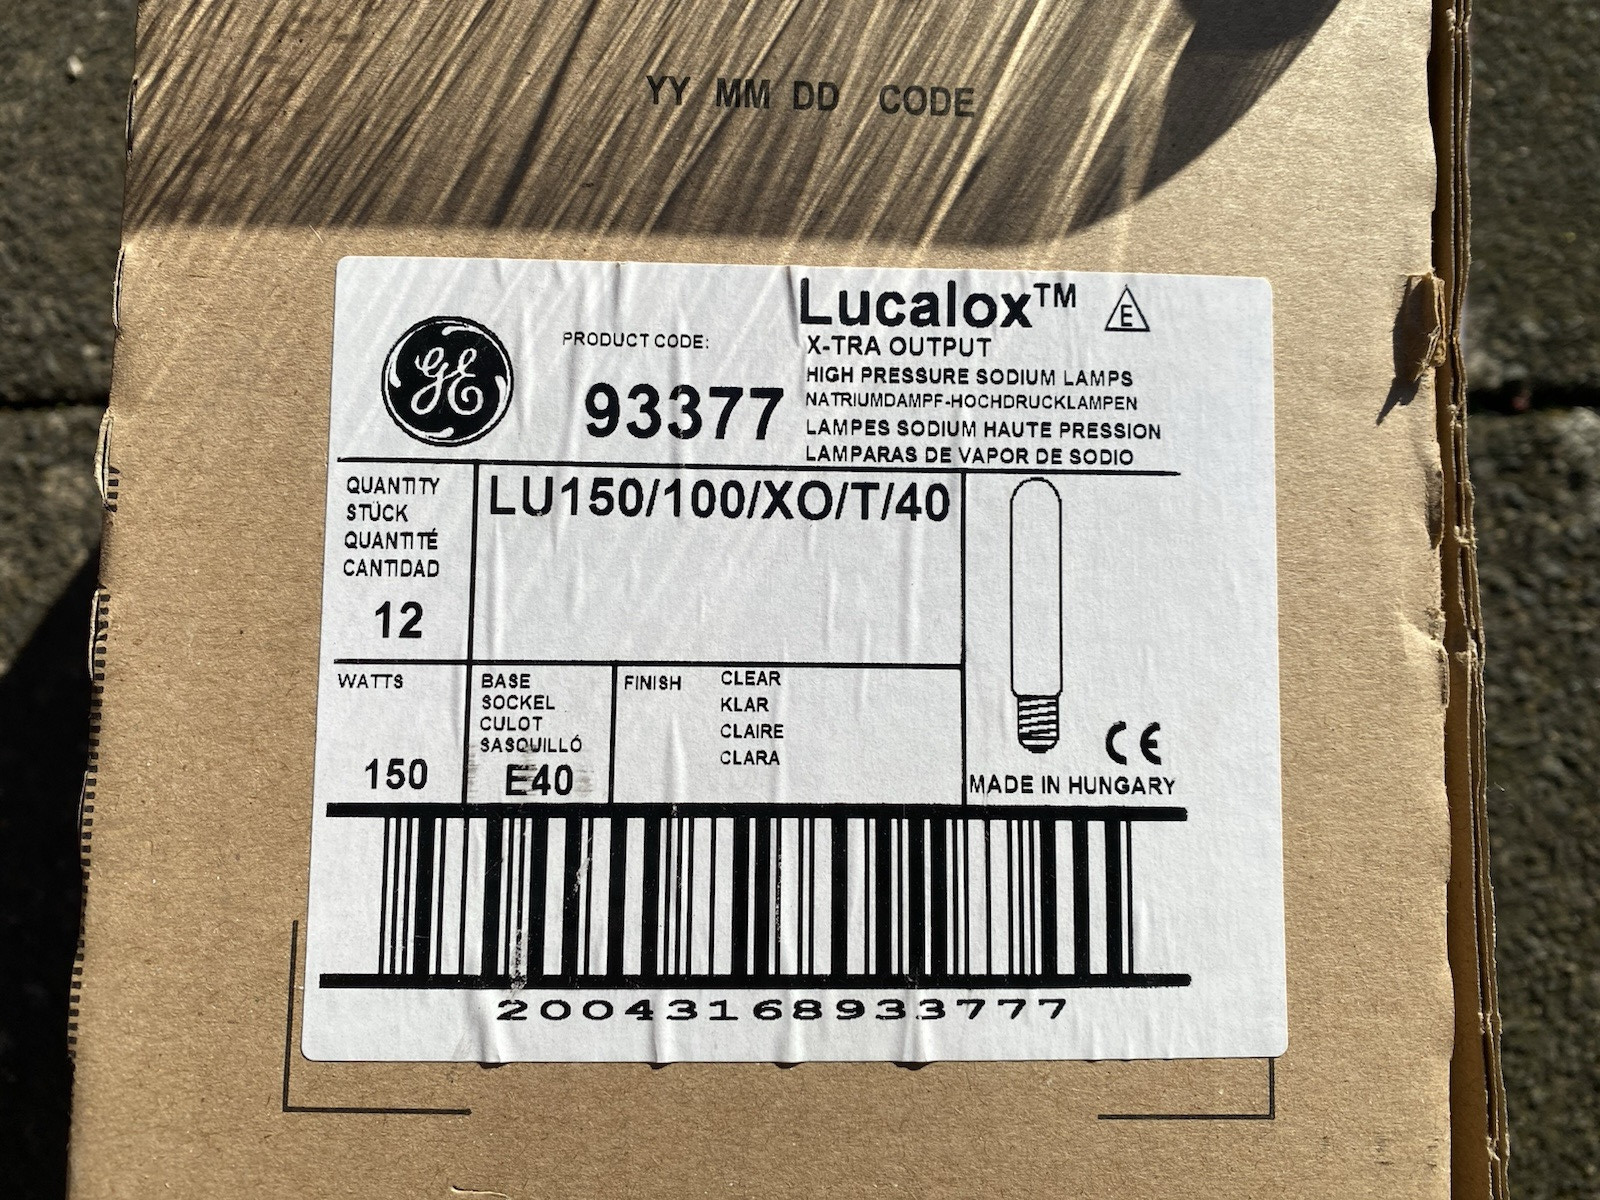 YY MM DD CODE
GE
PRODUCT CODE:
93377
Lucalox™
E
X-TRA OUTPUT
HIGH PRESSURE SODIUM LAMPS
NATRIUMDAMPF-HOCHDRUCKLAMPEN
LAMPES SODIUM HAUTE PRESSION
LAMPARAS DE VAPOR DE SODIO
QUANTITY
STÜCK
QUANTITÉ
CANTIDAD
12
LU150/100/XO/T/40
WATTS
150
BASE
SOCKEL
CULOT
SASQUILLÓ
E40
FINISH
CLEAR
KLAR
CLAIRE
CLARA
CE
MADE IN HUNGARY
20043168933777